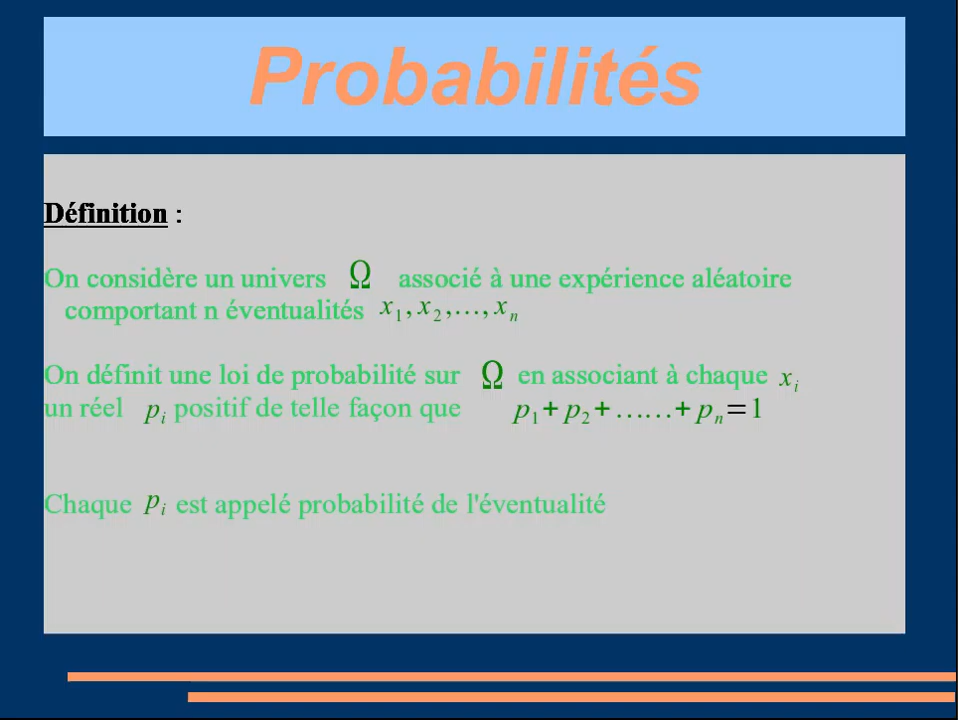 Probabilités
Définition :
On considère un univers Ω associé à une expérience aléatoire
comportant n éventualités x₁, x₂, ..., xₙ
On définit une loi de probabilité sur Ω en associant à chaque xᵢ
un réel pᵢ positif de telle façon que p₁+p₂+......+pₙ=1
Chaque pᵢ est appelé probabilité de l'éventualité